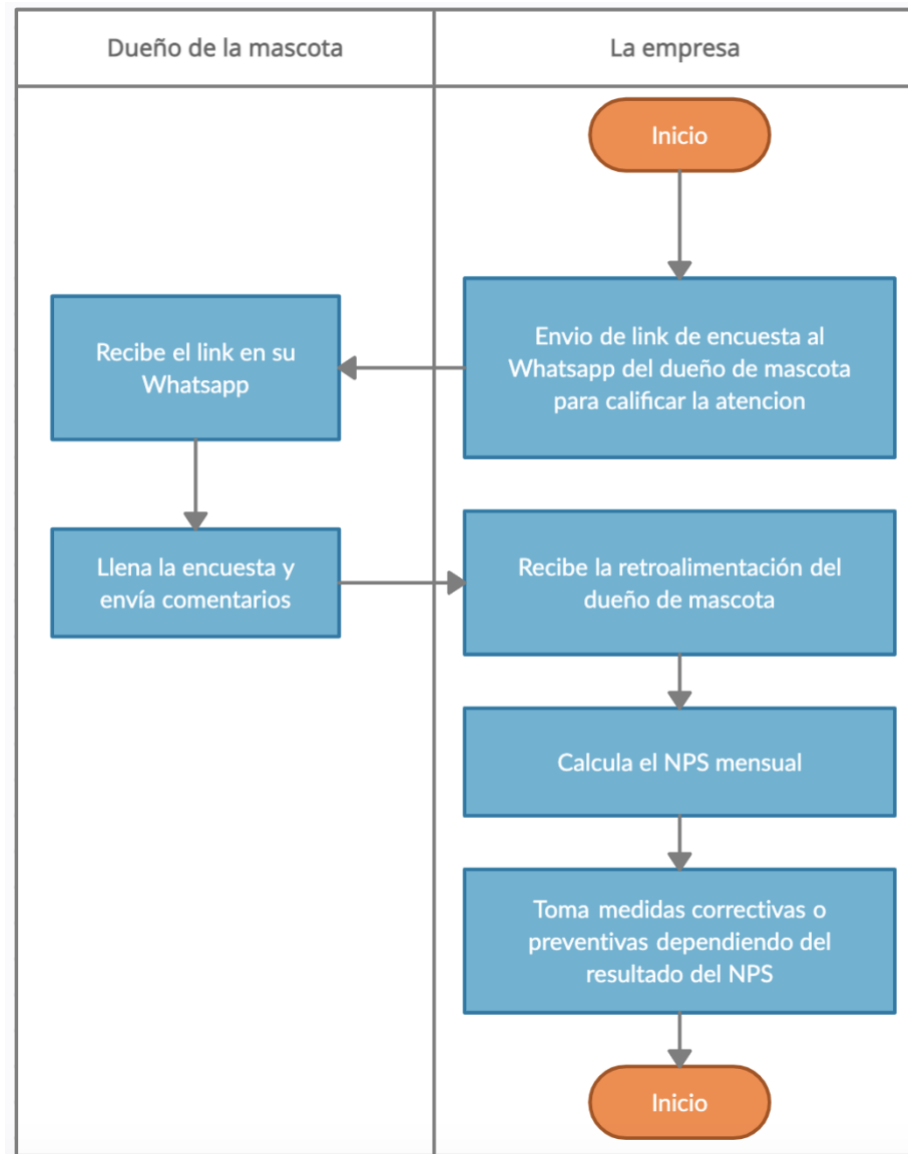 Dueño de la mascota
La empresa
Inicio
Envio de link de encuesta al
Whatsapp del dueño de mascota
para calificar la atencion
Recibe el link en su
Whatsapp
Llena la encuesta y
envía comentarios
Recibe la retroalimentación del
dueño de mascota
Calcula el NPS mensual
Toma medidas correctivas o
preventivas dependiendo del
resultado del NPS
Inicio